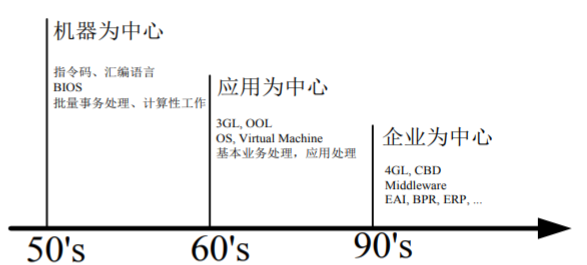 机器为中心
指令码、汇编语言
BIOS
批量事务处理、计算性工作
应用为中心
3GL, OOL
OS, Virtual Machine
基本业务处理，应用处理
企业为中心
4GL, CBD
Middleware
EAI, BPR, ERP, ...
50's
60's
90's